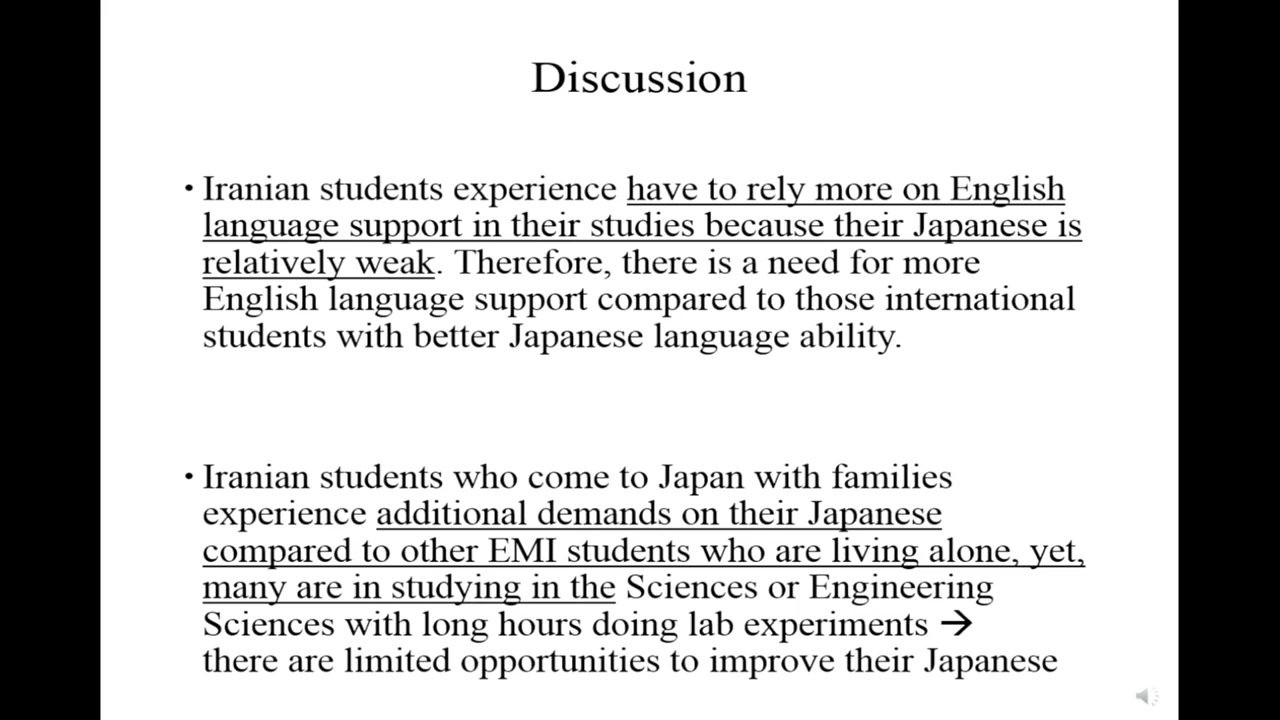 Discussion
• Iranian students experience have to rely more on English
language support in their studies because their Japanese is
relatively weak. Therefore, there is a need for more
English language support compared to those international
students with better Japanese language ability.
• Iranian students who come to Japan with families
experience additional demands on their Japanese
compared to other EMI students who are living alone, yet,
many are in studying in the Sciences or Engineering
Sciences with long hours doing lab experiments →
there are limited opportunities to improve their Japanese